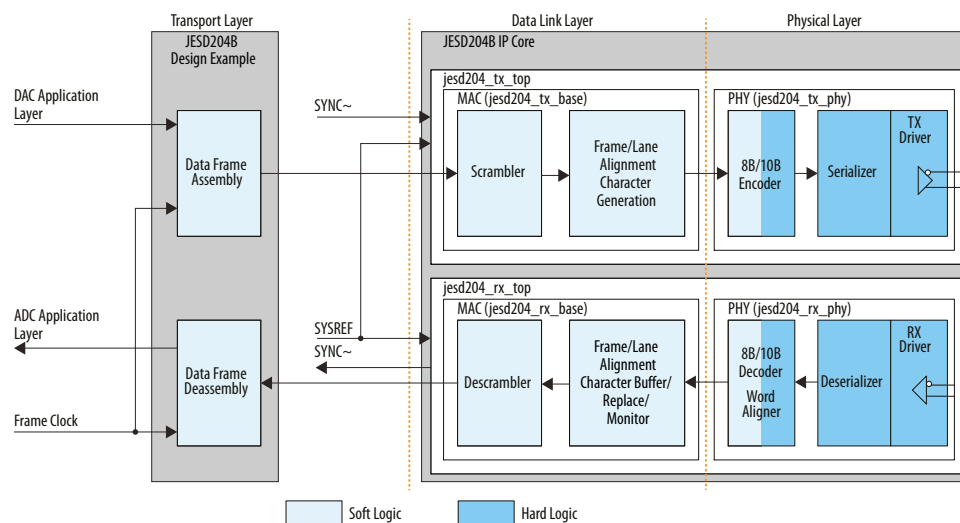 Transport Layer
Data Link Layer
Physical Layer
JESD204B
Design Example
JESD204B IP Core
jesd204_tx_top
DAC Application
Layer
SYNC~
MAC (jesd204_tx_base)
PHY (jesd204_tx_phy)
Data Frame
Assembly
Scrambler
Frame/Lane
Alignment
Character
Generation
8B/10B
Encoder
Serializer
TX
Driver
jesd204_rx_top
ADC Application
Layer
SYSREF
SYNC~
MAC (jesd204_rx_base)
PHY (jesd204_rx_phy)
Data Frame
Deassembly
Descrambler
Frame/Lane
Alignment
Character Buffer/
Replace/
Monitor
8B/10B
Decoder
Word
Aligner
Deserializer
RX
Driver
Frame Clock
Soft Logic
Hard Logic